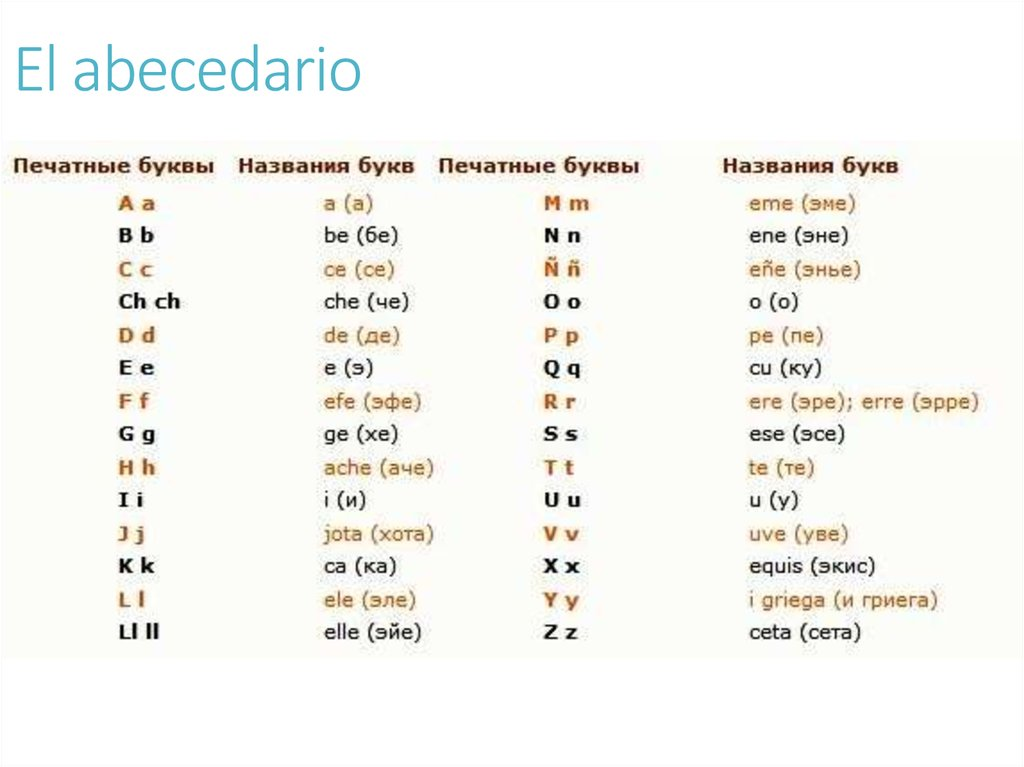 El abecedario
Печатные буквы Названия букв Печатные буквы Названия букв
A a a (а) M m eme (эме)
B b be (бе) N n ene (эне)
C c ce (се) Ñ ñ eñe (энье)
Ch ch che (че) O o o (о)
D d de (де) P p pe (пе)
E e e (э) Q q cu (ку)
F f efe (эфе) R r ere (эре); erre (эрре)
G g ge (хе) S s ese (эсе)
H h ache (аче) T t te (те)
I i i (и) U u u (у)
J j jota (хота) V v uve (уве)
K k ca (ка) X x equis (экис)
L l ele (эле) Y y i griega (и григега)
Ll ll elle (эйе) Z z ceta (сета)